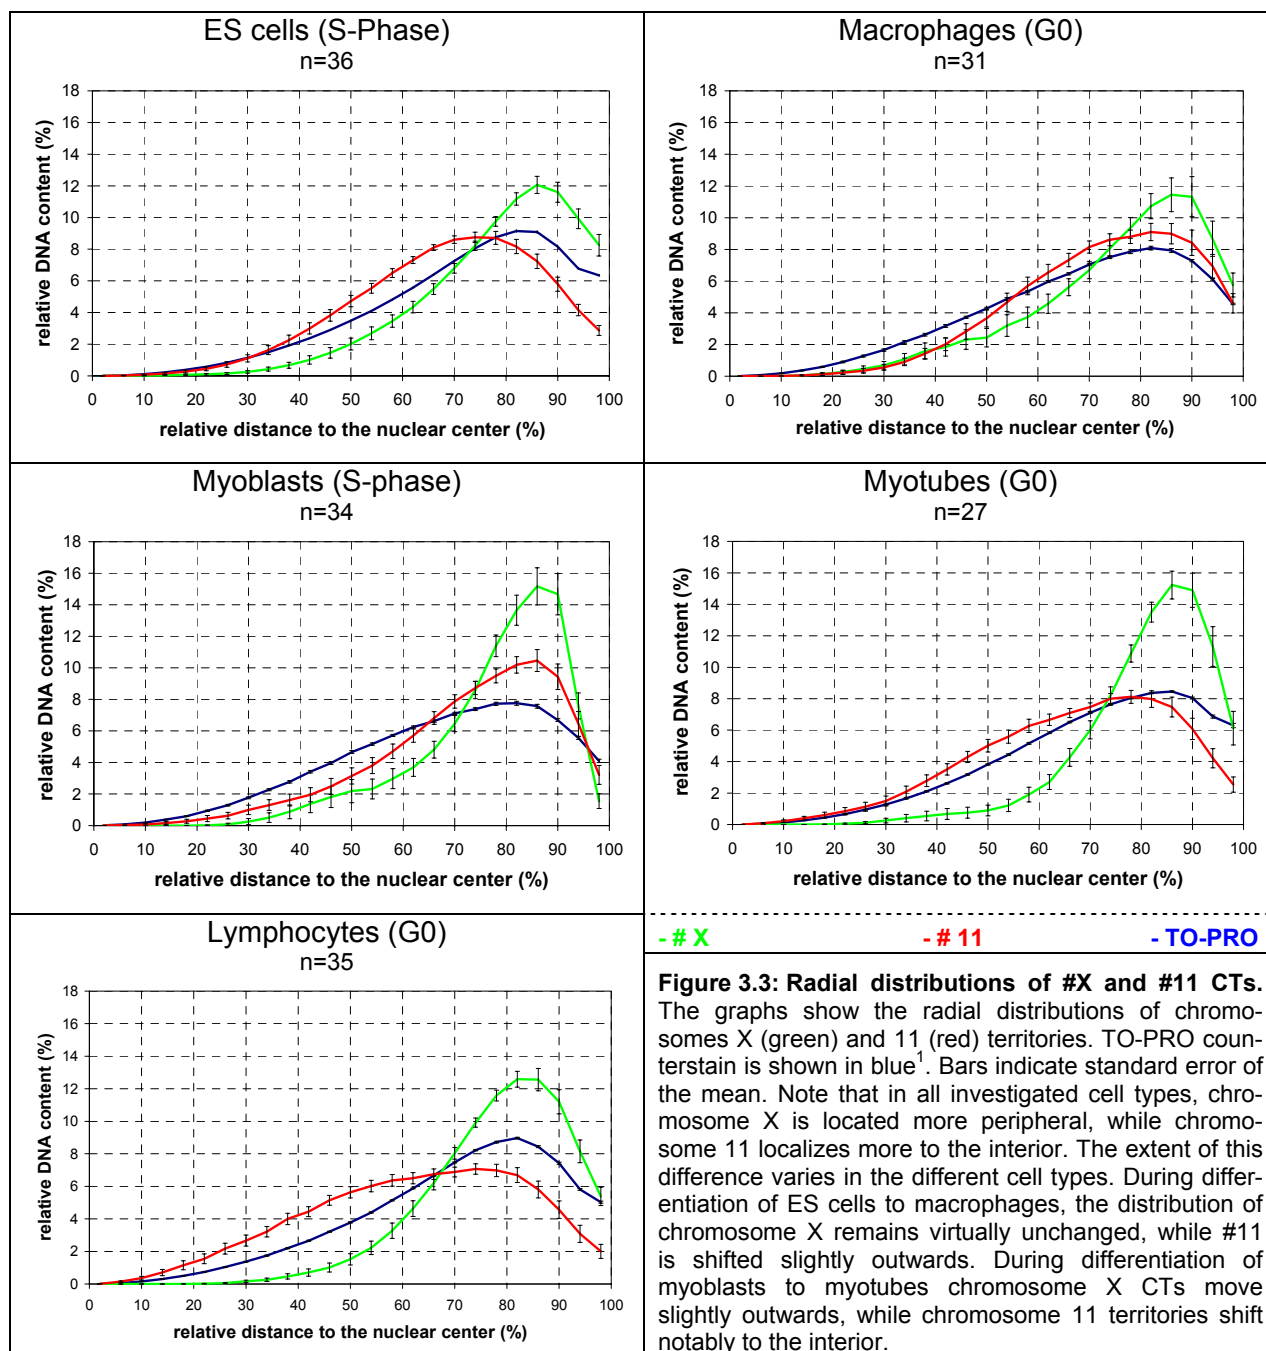 ES cells (S-Phase)
n=36
18
16
14
12
10
8
6
4
2
0
relative DNA content (%)
0 10 20 30 40 50 60 70 80 90 100
relative distance to the nuclear center (%)
Macrophages (G0)
n=31
18
16
14
12
10
8
6
4
2
0
relative DNA content (%)
0 10 20 30 40 50 60 70 80 90 100
relative distance to the nuclear center (%)
Myoblasts (S-phase)
n=34
18
16
14
12
10
8
6
4
2
0
relative DNA content (%)
0 10 20 30 40 50 60 70 80 90 100
relative distance to the nuclear center (%)
Myotubes (G0)
n=27
18
16
14
12
10
8
6
4
2
0
relative DNA content (%)
0 10 20 30 40 50 60 70 80 90 100
relative distance to the nuclear center (%)
Lymphocytes (G0)
n=35
18
16
14
12
10
8
6
4
2
0
relative DNA content (%)
0 10 20 30 40 50 60 70 80 90 100
relative distance to the nuclear center (%)
- # X - # 11 - TO-PRO
Figure 3.3: Radial distributions of #X and #11 CTs.
The graphs show the radial distributions of chromo-
somes X (green) and 11 (red) territories. TO-PRO coun-
terstain is shown in blue¹. Bars indicate standard error of
the mean. Note that in all investigated cell types, chro-
mosome X is located more peripheral, while chromo-
some 11 localizes more to the interior. The extent of this
difference varies in the different cell types. During differ-
entiation of ES cells to macrophages, the distribution of
chromosome X remains virtually unchanged, while #11
is shifted slightly outwards. During differentiation of
myoblasts to myotubes chromosome X CTs move
slightly outwards, while chromosome 11 territories shift
notably to the interior.